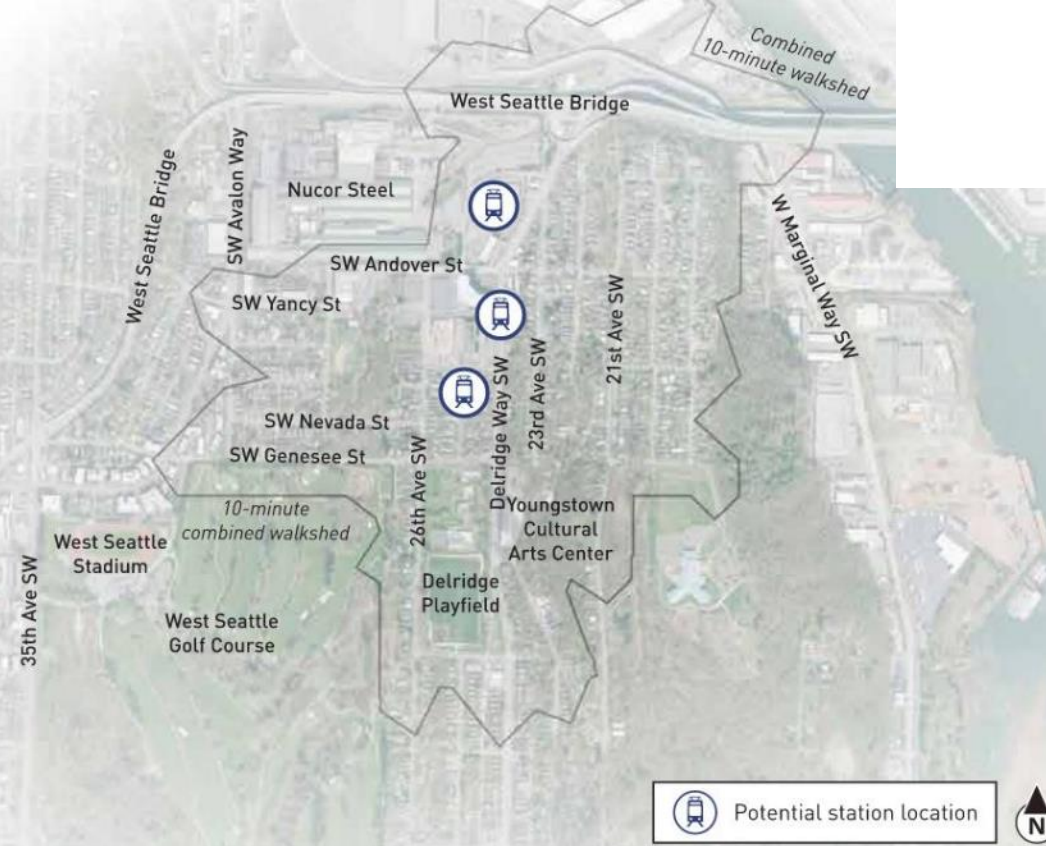 Combined
10-minute walkshed
West Seattle Bridge
West Seattle Bridge
SW Avalon Way
Nucor Steel
W Marginal Way SW
SW Andover St
SW Yancy St
21st Ave SW
23rd Ave SW
Delridge Way SW
SW Nevada St
SW Genesee St
26th Ave SW
10-minute
combined walkshed
Youngstown
Cultural
Arts Center
West Seattle
Stadium
35th Ave SW
Delridge
Playfield
West Seattle
Golf Course
Potential station location
N